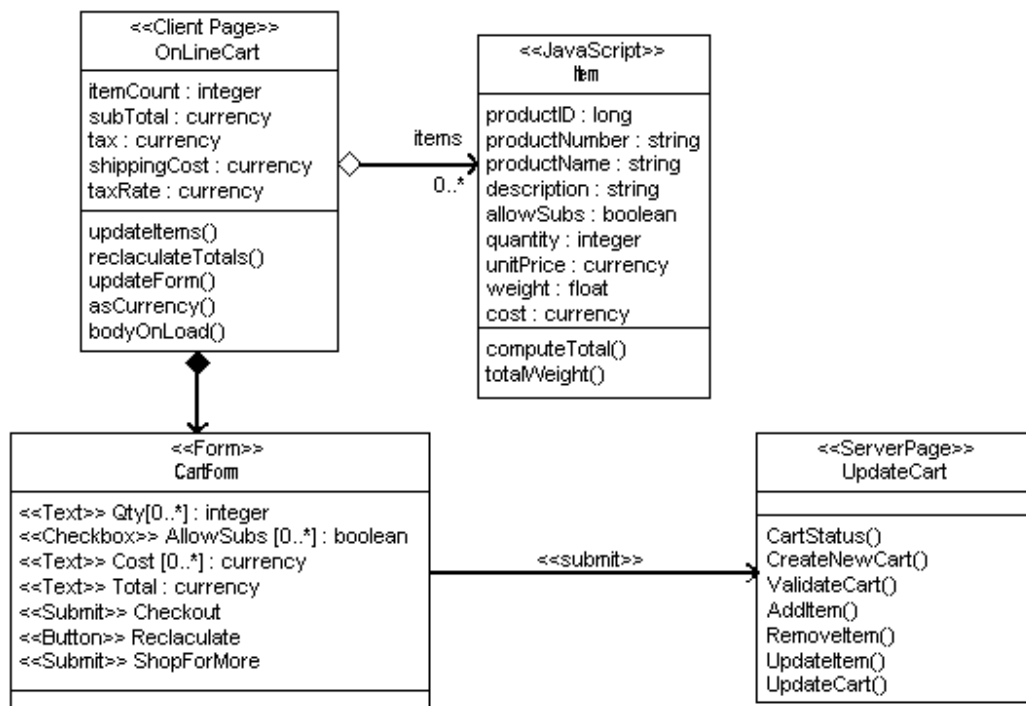 <<Client Page>>
OnLineCart
itemCount : integer
subTotal : currency
tax : currency
shippingCost : currency
taxRate : currency
updateItems()
reclaculateTotals()
updateForm()
asCurrency()
bodyOnLoad()
items
0..*
<<JavaScript>>
Item
productID : long
productNumber : string
productName : string
description : string
allowSubs : boolean
quantity : integer
unitPrice : currency
weight : float
cost : currency
computeTotal()
totalWeight()
<<Form>>
CartForm
<<Text>> Qty[0..*] : integer
<<Checkbox>> AllowSubs [0..*] : boolean
<<Text>> Cost [0..*] : currency
<<Text>> Total : currency
<<Submit>> Checkout
<<Button>> Reclaculate
<<Submit>> ShopForMore
<<submit>>
<<ServerPage>>
UpdateCart
CartStatus()
CreateNewCart()
ValidateCart()
AddItem()
RemoveItem()
UpdateItem()
UpdateCart()